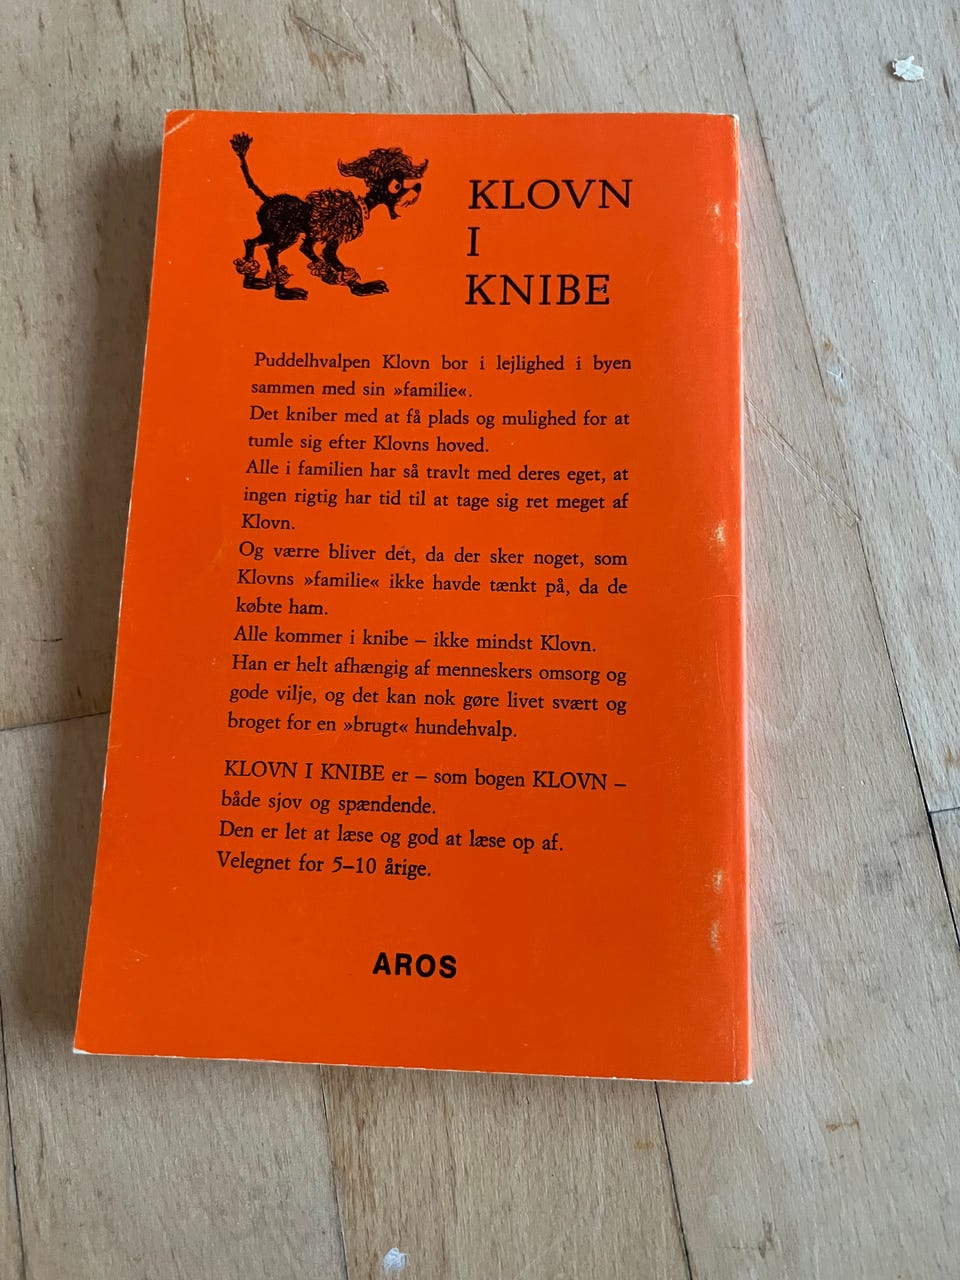 KLOVN
I
KNIBE
Puddelhvalpen Klovn bor i lejlighed i byen
sammen med sin »familie«.
Det kniber med at få plads og mulighed for at
tumle sig efter Klovns hoved.
Alle i familien har så travlt med deres eget, at
ingen rigtig har tid til at tage sig ret meget af
Klovn.
Og værre bliver det, da der sker noget, som
Klovns »familie« ikke havde tænkt på, da de
købte ham.
Alle kommer i knibe – ikke mindst Klovn.
Han er helt afhængig af menneskers omsorg og
gode vilje, og det kan nok gøre livet svært og
broget for en »brugt« hundehvalp.
KLOVN I KNIBE er – som bogen KLOVN –
både sjov og spændende.
Den er let at læse og god at læse op af.
Velegnet for 5–10 årige.
AROS